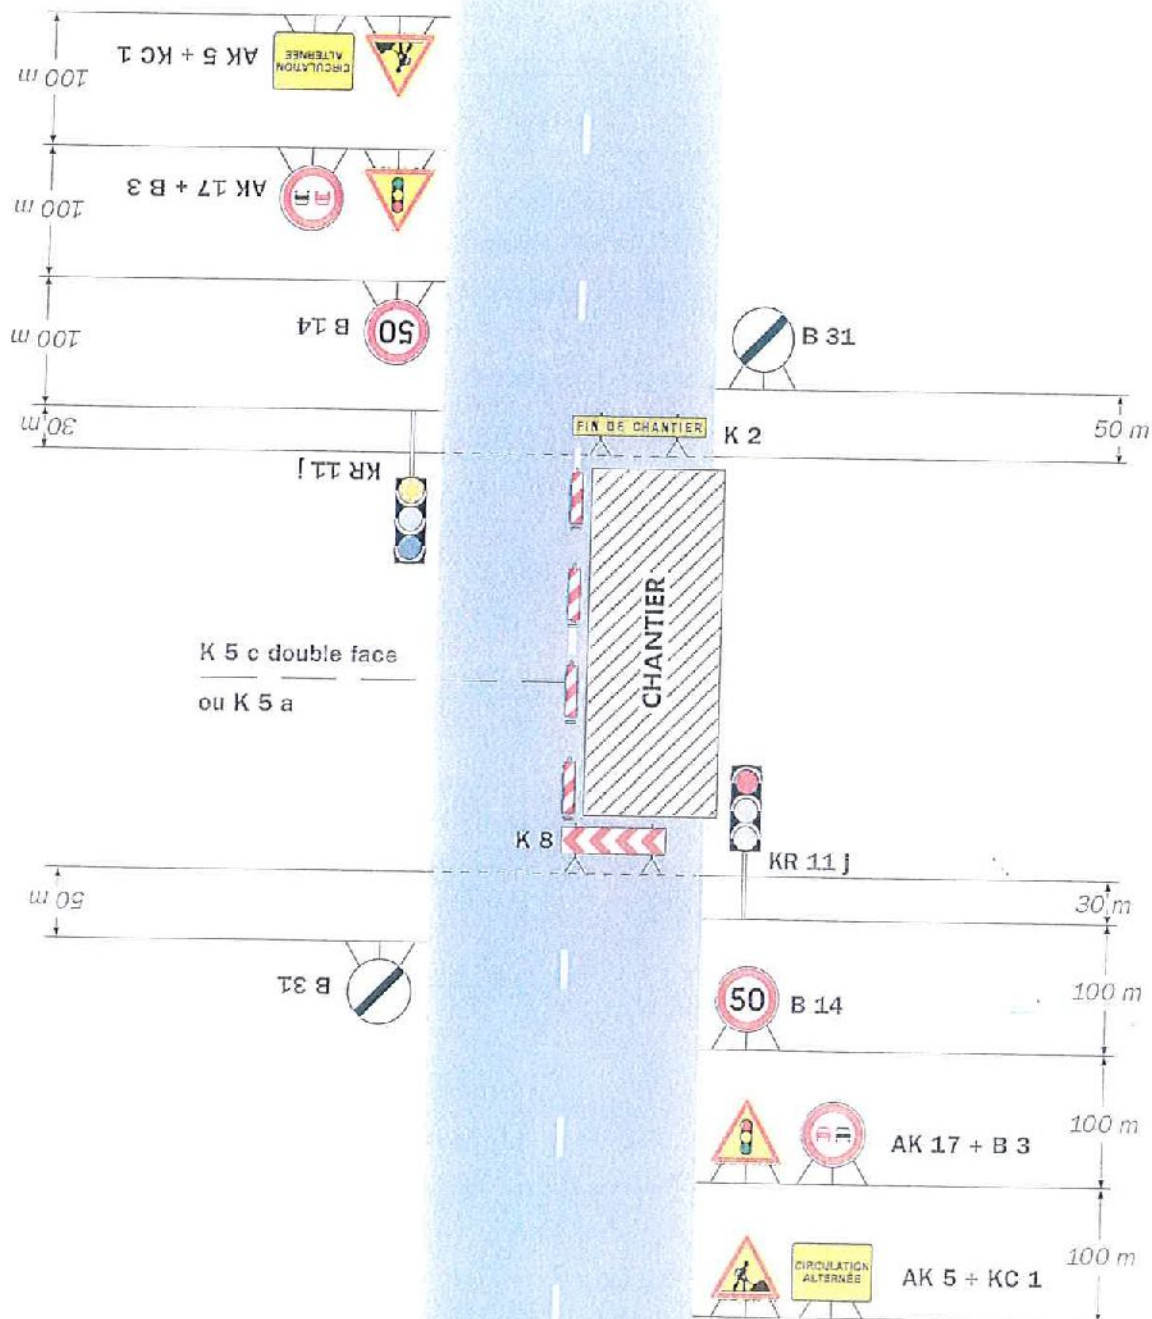 100 m
AK 5 + KC 1
CIRCULATION
ALTERNÉE
100 m
AK 17 + B 3
100 m
B 14
50
B 31
30 m
KR 11 j
FIN DE CHANTIER
K 2
50 m
CHANTIER
K 5 c double face
ou K 5 a
K 8
KR 11 j
50 m
30 m
B 31
50
B 14
100 m
AK 17 + B 3
100 m
CIRCULATION
ALTERNÉE
AK 5 + KC 1
100 m